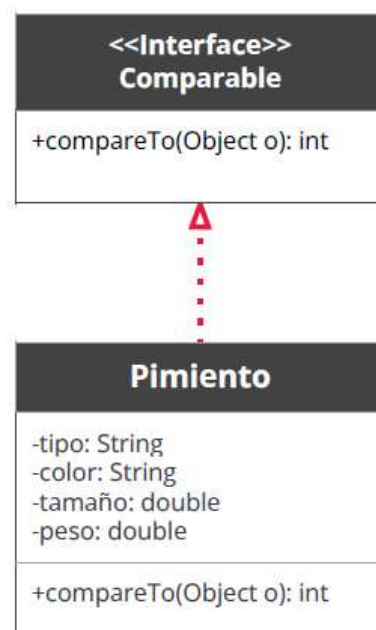 <<Interface>>
Comparable
+compareTo(Object o): int
Pimiento
-tipo: String
-color: String
-tamaño: double
-peso: double
+compareTo(Object o): int